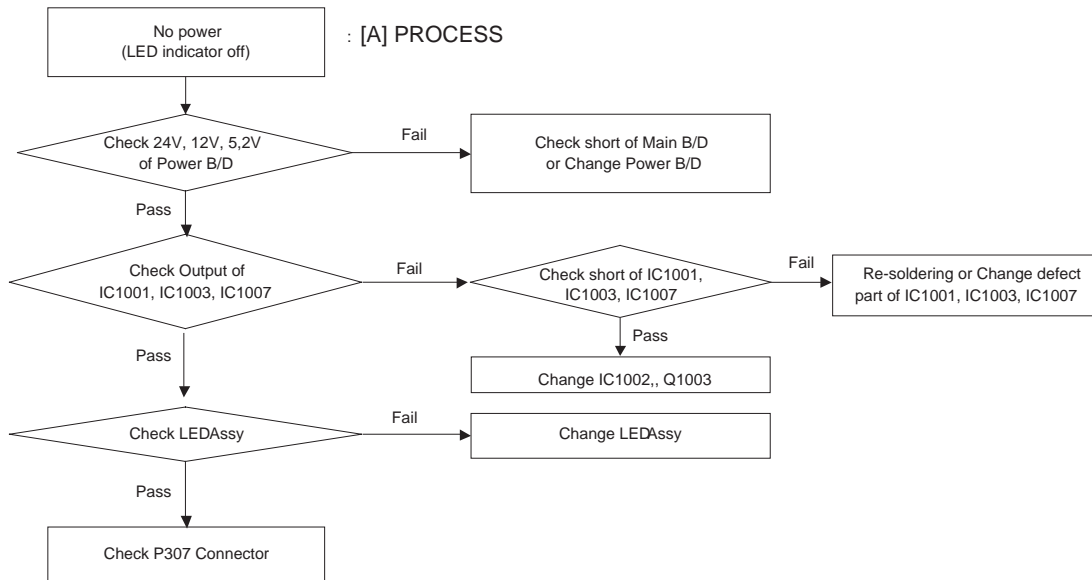 No power
(LED indicator off)
: [A] PROCESS
Check 24V, 12V, 5,2V
of Power B/D
Fail
Check short of Main B/D
or Change Power B/D
Pass
Check Output of
IC1001, IC1003, IC1007
Fail
Check short of IC1001,
IC1003, IC1007
Fail
Re-soldering or Change defect
part of IC1001, IC1003, IC1007
Pass
Pass
Change IC1002,, Q1003
Check LEDAssy
Fail
Change LEDAssy
Pass
Check P307 Connector